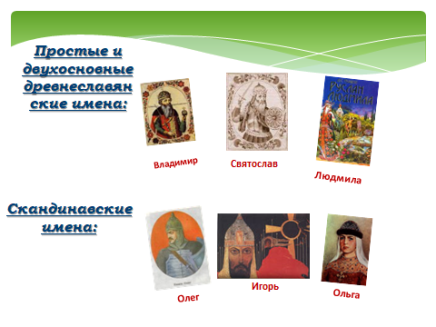 Простые и
двухосновные
древнеславян
ские имена:
Владимир
Святослав
Людмила
Скандинавские
имена:
Олег
Игорь
Ольга